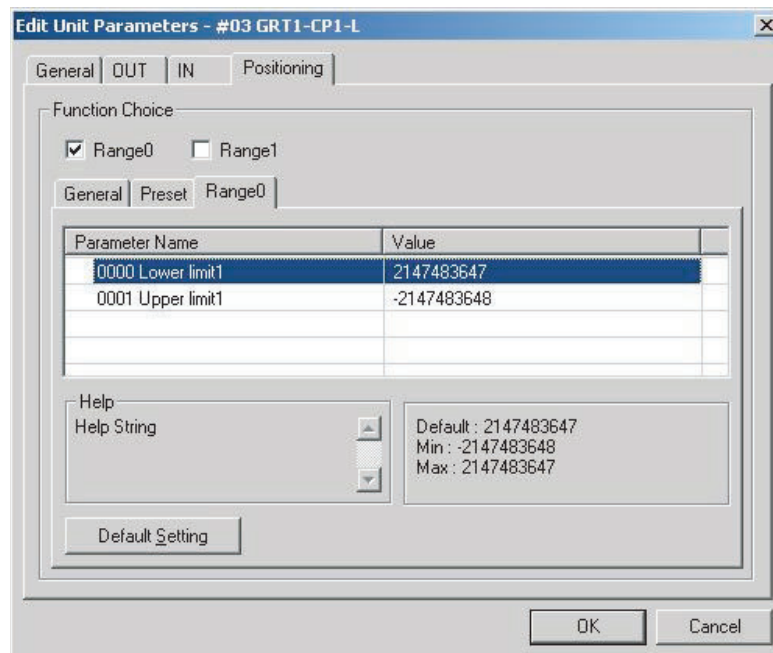 Edit Unit Parameters - #03 GRT1-CP1-L
General OUT IN Positioning
Function Choice
Range0 Range1
General Preset Range0
Parameter Name Value
0000 Lower limit1 2147483647
0001 Upper limit1 -2147483648
Help
Help String
Default : 2147483647
Min : -2147483648
Max : 2147483647
Default Setting
OK Cancel